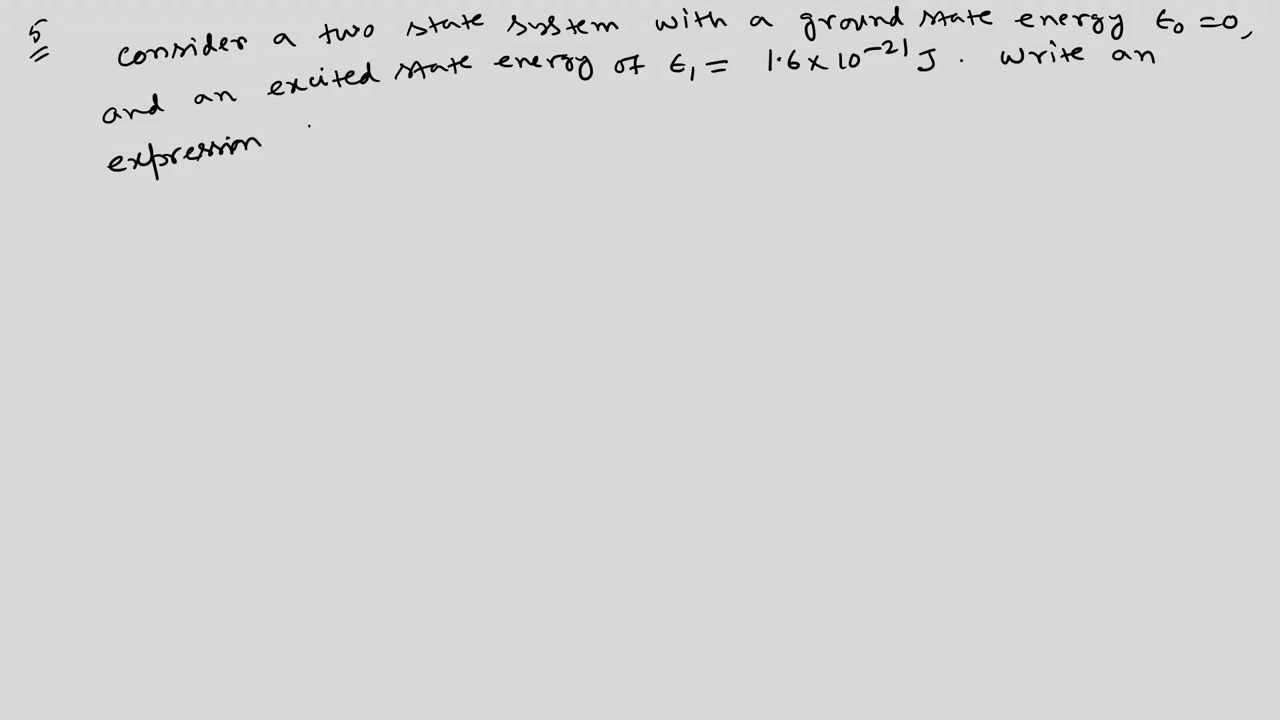 5 Consider a two state system with a ground state energy ϵ₀ = 0,
and an excited state energy of ϵ₁ = 1.6 × 10⁻²¹ J. Write an
expression